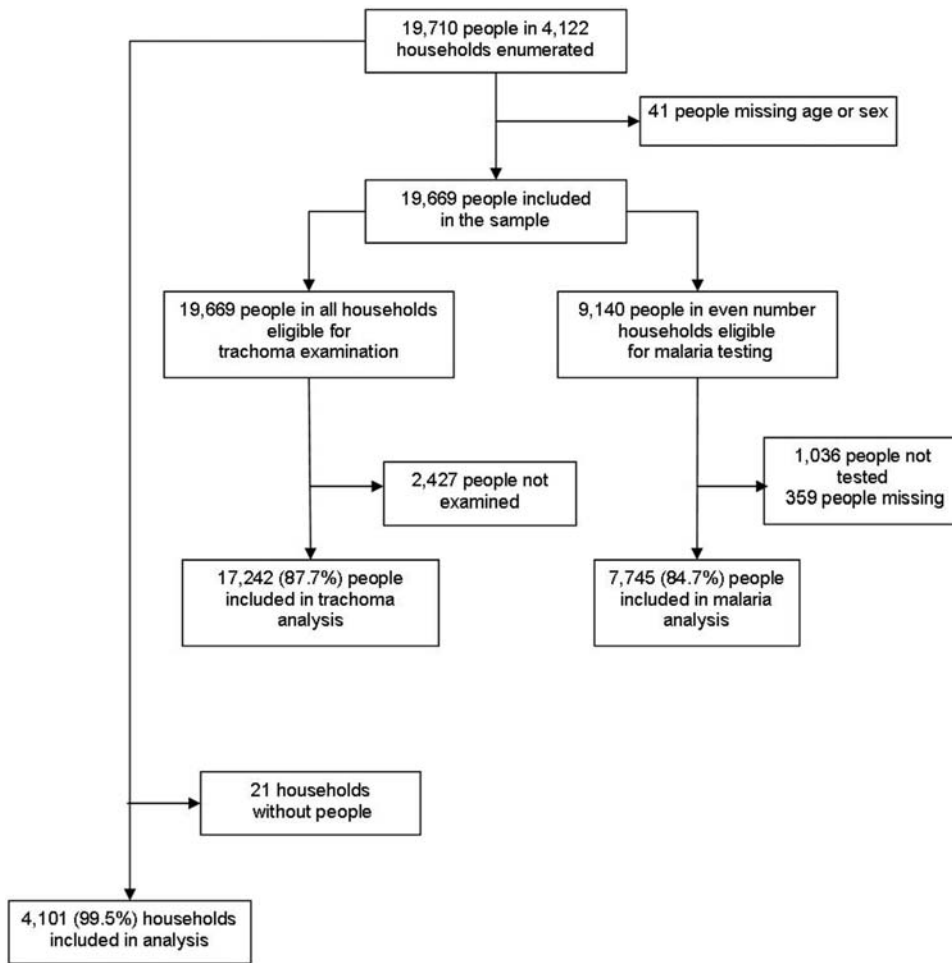 19,710 people in 4,122
households enumerated
41 people missing age or sex
19,669 people included
in the sample
19,669 people in all households
eligible for
trachoma examination
9,140 people in even number
households eligible
for malaria testing
2,427 people not
examined
1,036 people not
tested
359 people missing
17,242 (87.7%) people
included in trachoma
analysis
7,745 (84.7%) people
included in malaria
analysis
21 households
without people
4,101 (99.5%) households
included in analysis